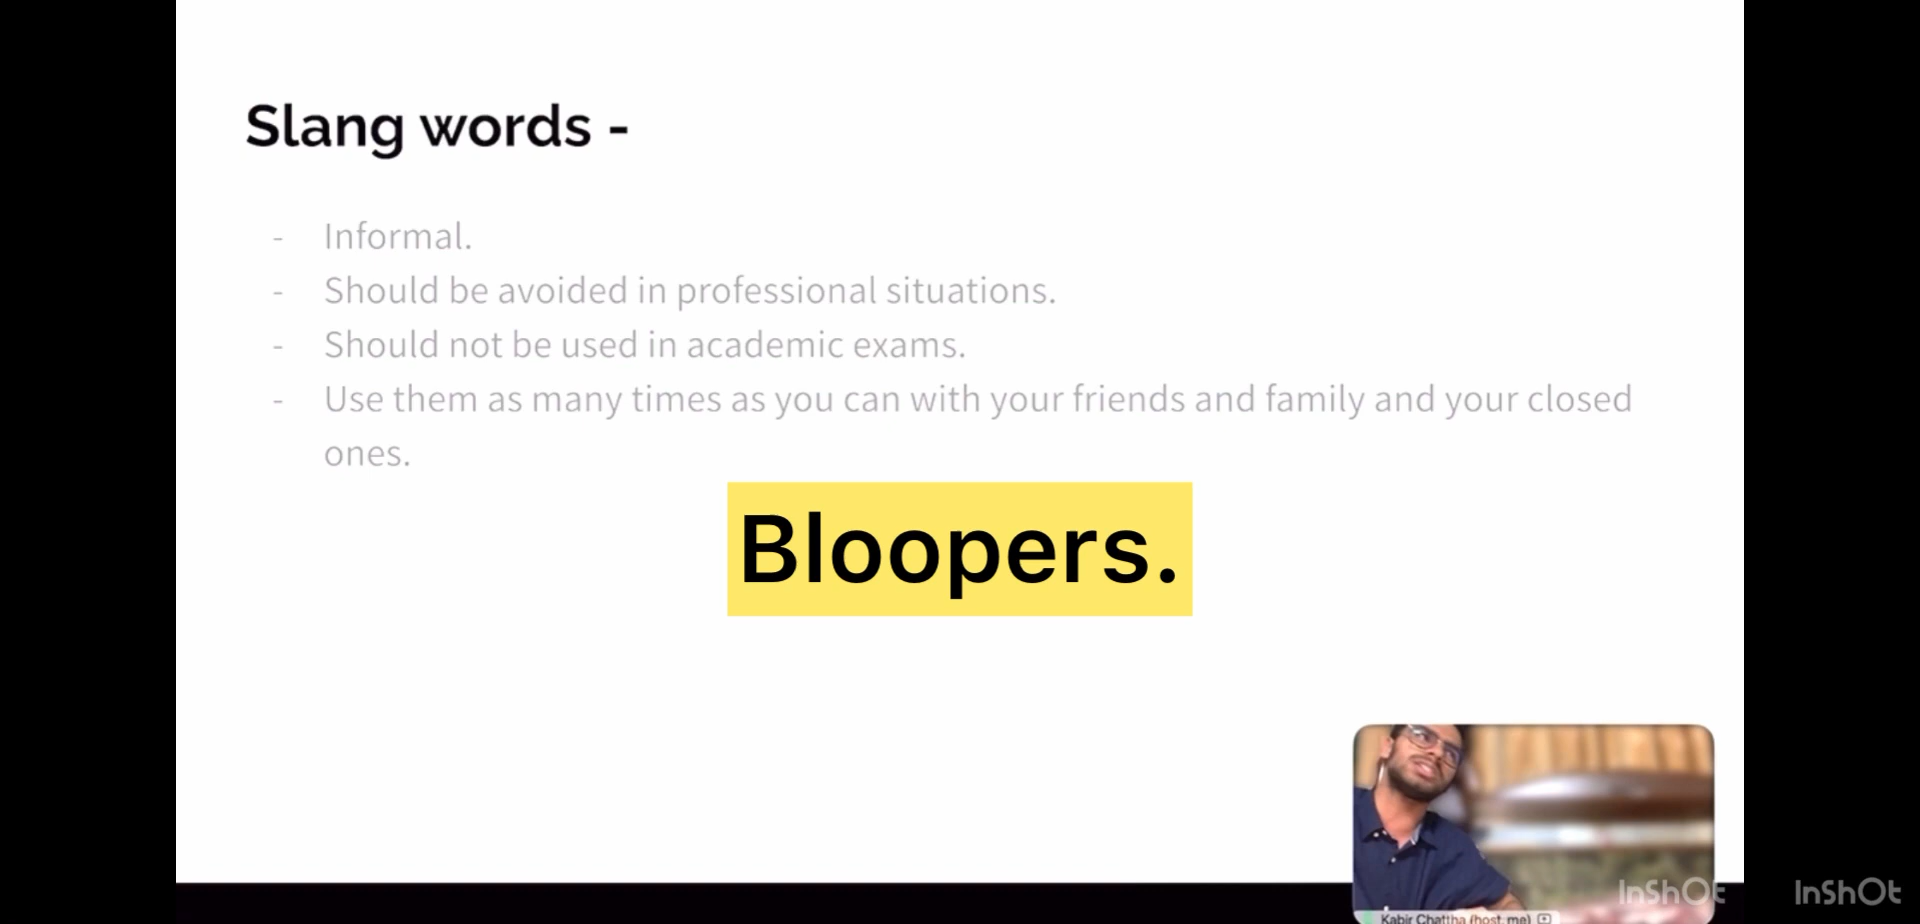 Slang words -
- Informal.
- Should be avoided in professional situations.
- Should not be used in academic exams.
- Use them as many times as you can with your friends and family and your closed
ones.
Bloopers.
Kabir Chattha (host, me)
InShOt InShOt